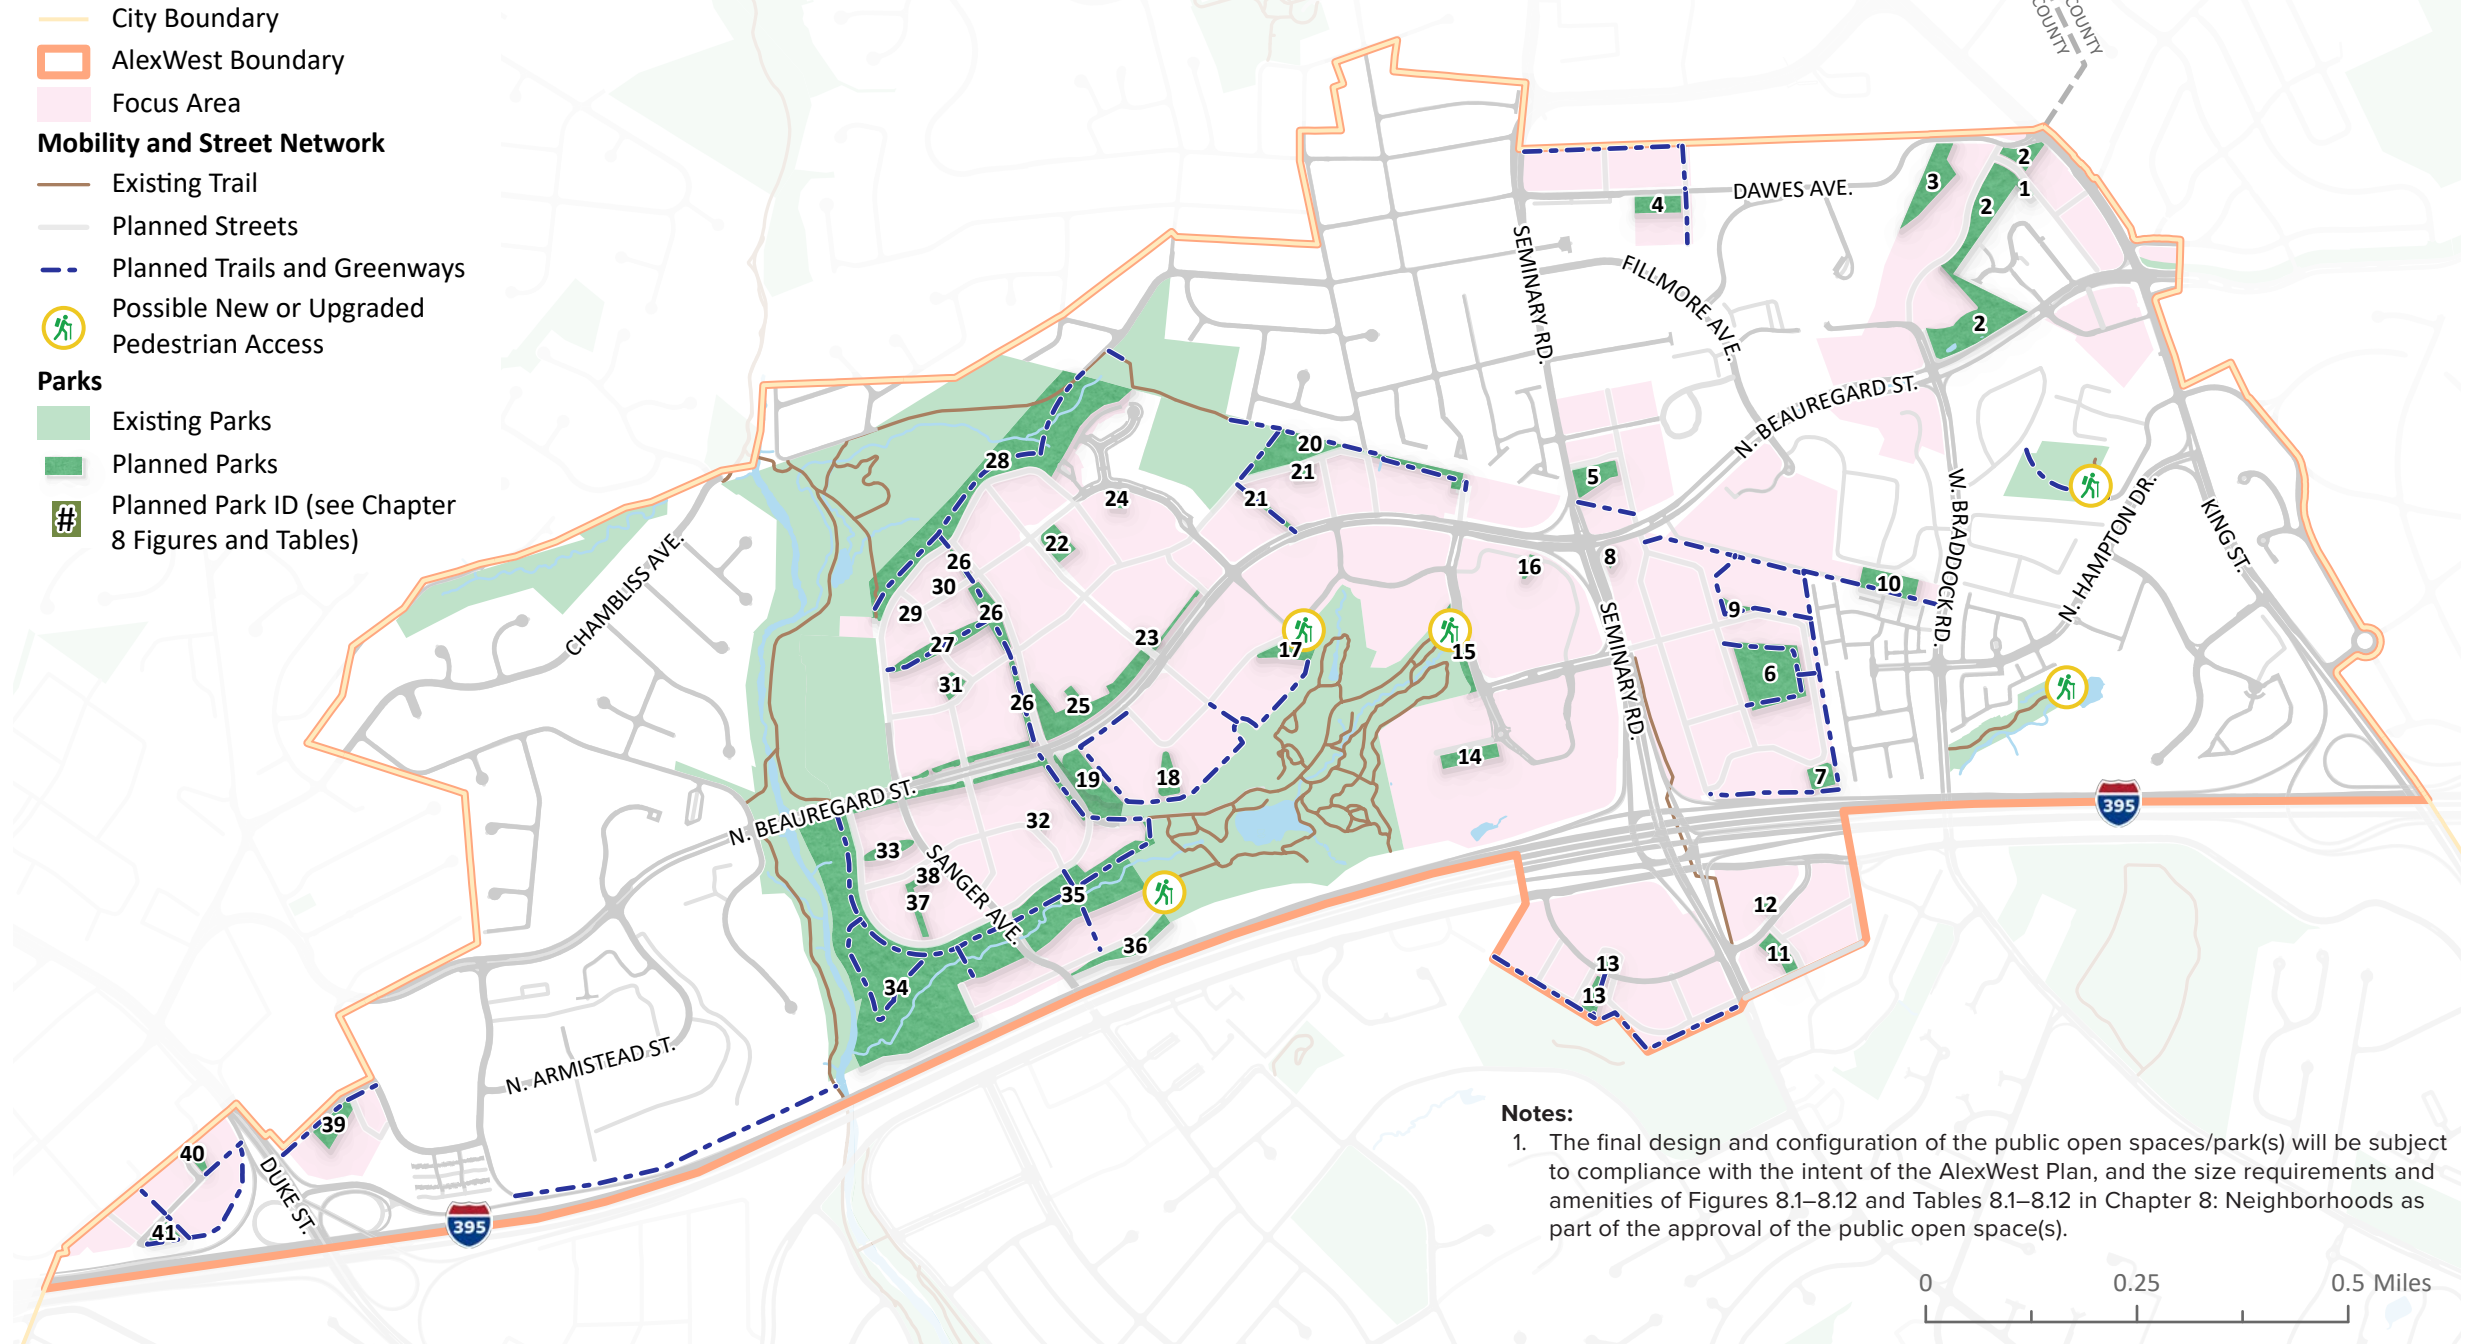 City Boundary
AlexWest Boundary
Focus Area
Mobility and Street Network
Existing Trail
Planned Streets
Planned Trails and Greenways
Possible New or Upgraded
Pedestrian Access
Parks
Existing Parks
Planned Parks
#
Planned Park ID (see Chapter
8 Figures and Tables)
COUNTY
COUNTY
2
1
3
2
DAWES AVE.
4
SEMINARY RD.
FILLMORE AVE.
2
N. BEAUREGARD ST.
20
28
21
5
24
21
W. BRADDOCK RD.
N. HAMPTON DR.
KING ST.
22
26
16
8
CHAMBLISS AVE.
30
10
29
26
9
27
23
17
15
SEMINARY RD.
31
6
26
25
14
19
18
7
N. BEAUREGARD ST.
395
32
33
SANGER AVE.
38
37
35
12
36
11
13
34
13
N. ARMISTEAD ST.
39
40
DUKE ST.
41
395
Notes:
1. The final design and configuration of the public open spaces/park(s) will be subject
to compliance with the intent of the AlexWest Plan, and the size requirements and
amenities of Figures 8.1–8.12 and Tables 8.1–8.12 in Chapter 8: Neighborhoods as
part of the approval of the public open space(s).
0 0.25 0.5 Miles